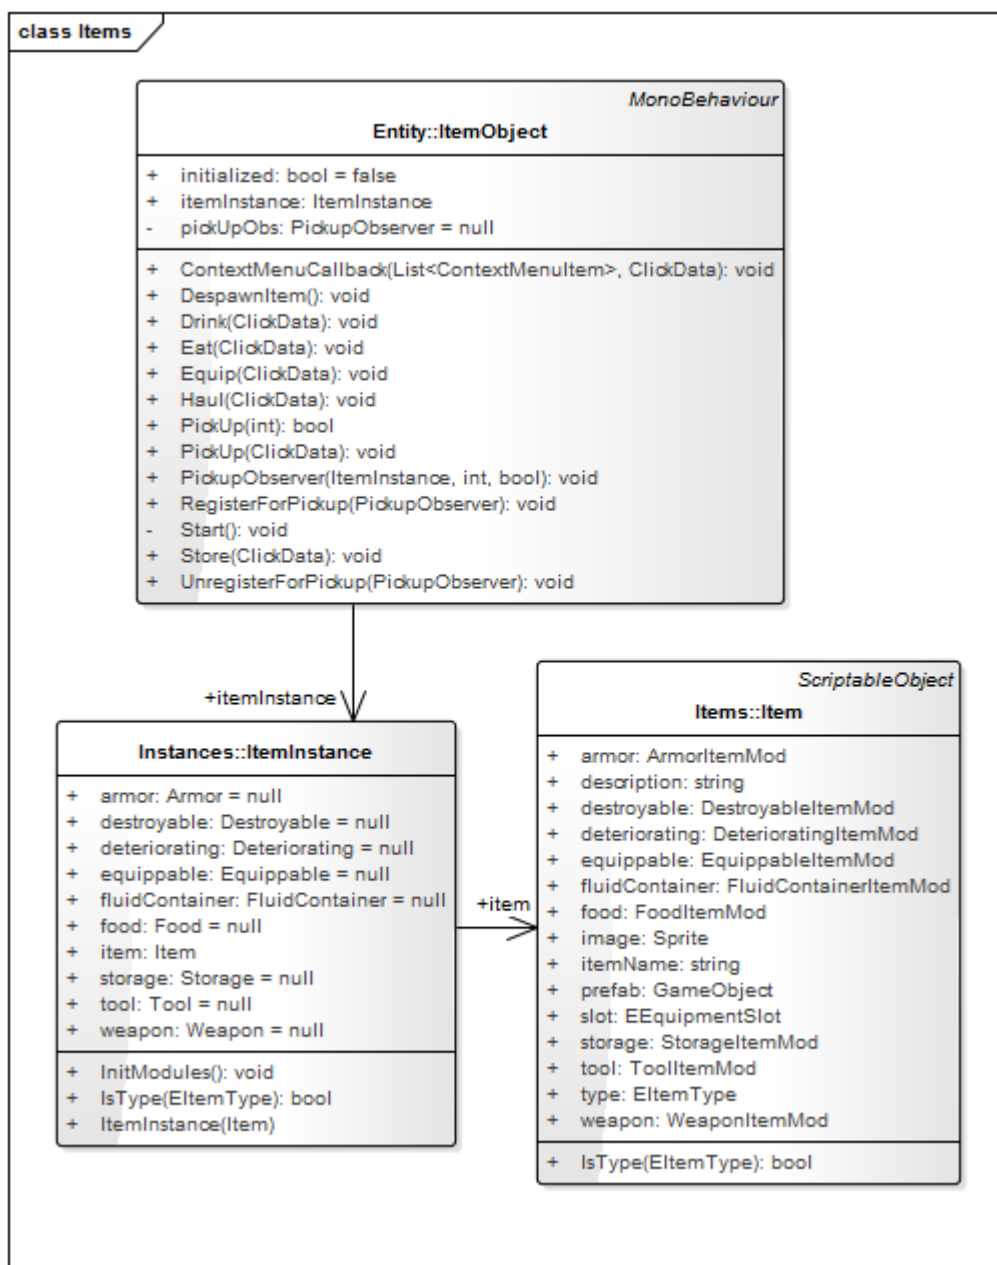 class Items
MonoBehaviour
Entity::ItemObject
+ initialized: bool = false
+ itemInstance: ItemInstance
- pickUpObs: PickupObserver = null
+ ContextMenuCallback(List<ContextMenuItem>, ClickData): void
+ DespawnItem(): void
+ Drink(ClickData): void
+ Eat(ClickData): void
+ Equip(ClickData): void
+ Haul(ClickData): void
+ PickUp(int): bool
+ PickUp(ClickData): void
+ PickupObserver(ItemInstance, int, bool): void
+ RegisterForPickup(PickupObserver): void
- Start(): void
+ Store(ClickData): void
+ UnregisterForPickup(PickupObserver): void
+itemInstance
Instances::ItemInstance
+ armor: Armor = null
+ destroyable: Destroyable = null
+ deteriorating: Deteriorating = null
+ equippable: Equippable = null
+ fluidContainer: FluidContainer = null
+ food: Food = null
+ item: Item
+ storage: Storage = null
+ tool: Tool = null
+ weapon: Weapon = null
+ InitModules(): void
+ IsType(EItemType): bool
+ ItemInstance(Item)
+item
ScriptableObject
Items::Item
+ armor: ArmorItemMod
+ description: string
+ destroyable: DestroyableItemMod
+ deteriorating: DeterioratingItemMod
+ equippable: EquippableItemMod
+ fluidContainer: FluidContainerItemMod
+ food: FoodItemMod
+ image: Sprite
+ itemName: string
+ prefab: GameObject
+ slot: EEquipmentSlot
+ storage: StorageItemMod
+ tool: ToolItemMod
+ type: EItemType
+ weapon: WeaponItemMod
+ IsType(EItemType): bool